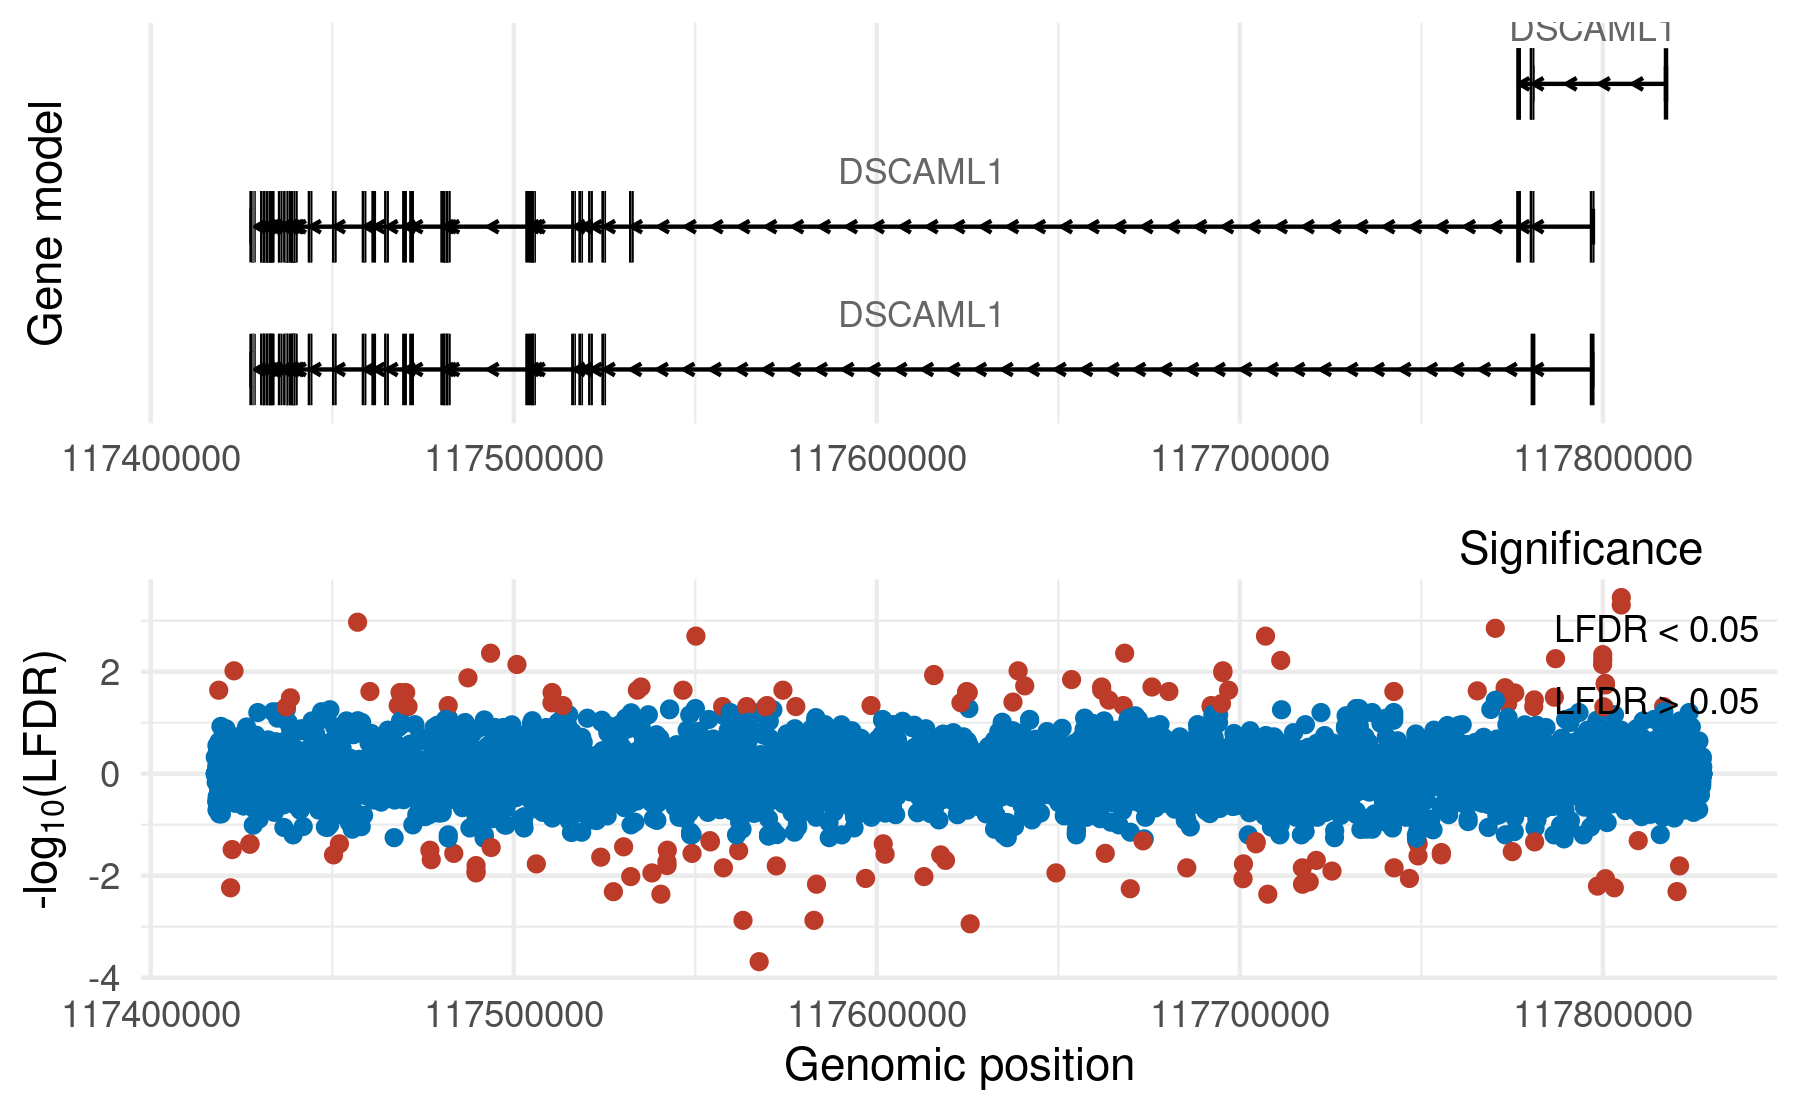 DSCAML1
DSCAML1
DSCAML1
Gene model
117400000 117500000 117600000 117700000 117800000
Significance
LFDR < 0.05
LFDR > 0.05
2
0
-2
-4
-log10(LFDR)
117400000 117500000 117600000 117700000 117800000
Genomic position